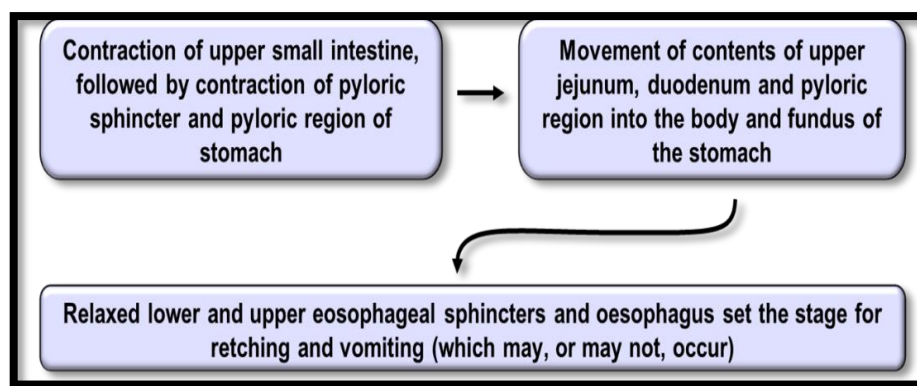 Contraction of upper small intestine,
followed by contraction of pyloric
sphincter and pyloric region of
stomach
Movement of contents of upper
jejunum, duodenum and pyloric
region into the body and fundus of
the stomach
Relaxed lower and upper eosophageal sphincters and oesophagus set the stage for
retching and vomiting (which may, or may not, occur)